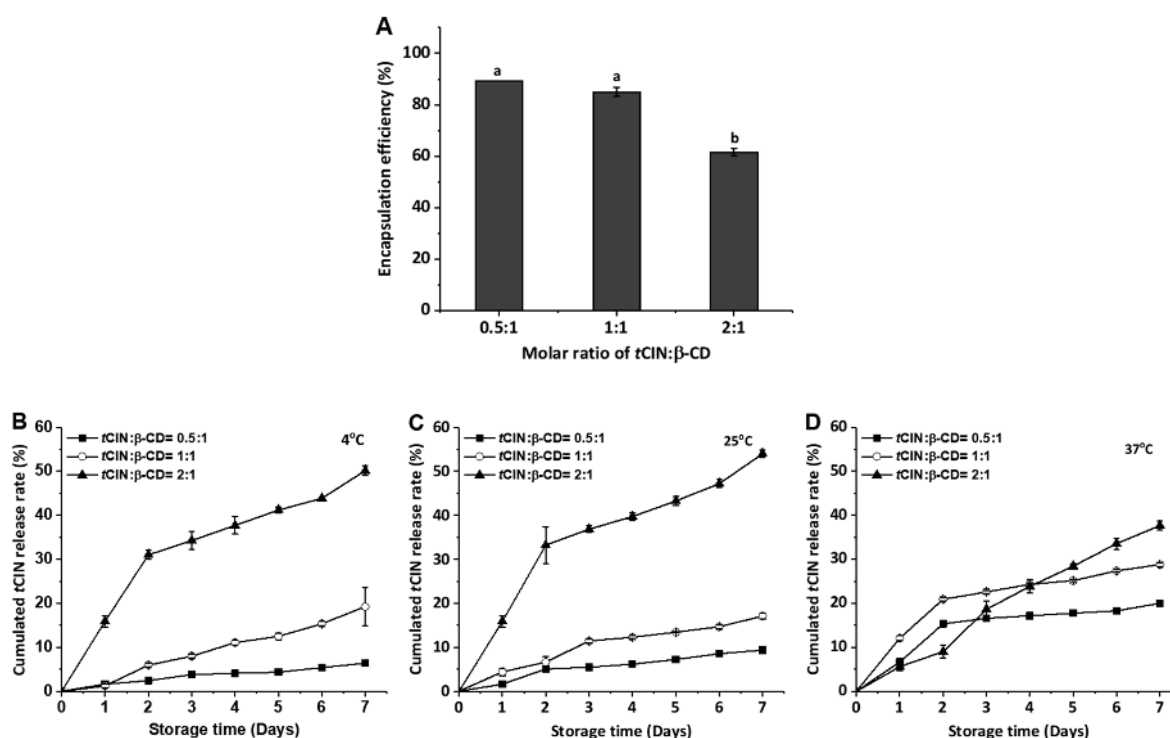 A
Encapsulation efficiency (%)
100
80
60
40
20
0
a
a
b
0.5:1
1:1
2:1
Molar ratio of tCIN:β-CD
B
Cumulated tCIN release rate (%)
60
50
40
30
20
10
0
tCIN:β-CD= 0.5:1
tCIN:β-CD= 1:1
tCIN:β-CD= 2:1
4°C
0 1 2 3 4 5 6 7
Storage time (Days)
C
Cumulated tCIN release rate (%)
60
50
40
30
20
10
0
tCIN:β-CD= 0.5:1
tCIN:β-CD= 1:1
tCIN:β-CD= 2:1
25°C
0 1 2 3 4 5 6 7
Storage time (Days)
D
Cumulated tCIN release rate (%)
60
50
40
30
20
10
0
tCIN:β-CD= 0.5:1
tCIN:β-CD= 1:1
tCIN:β-CD= 2:1
37°C
0 1 2 3 4 5 6 7
Storage time (Days)